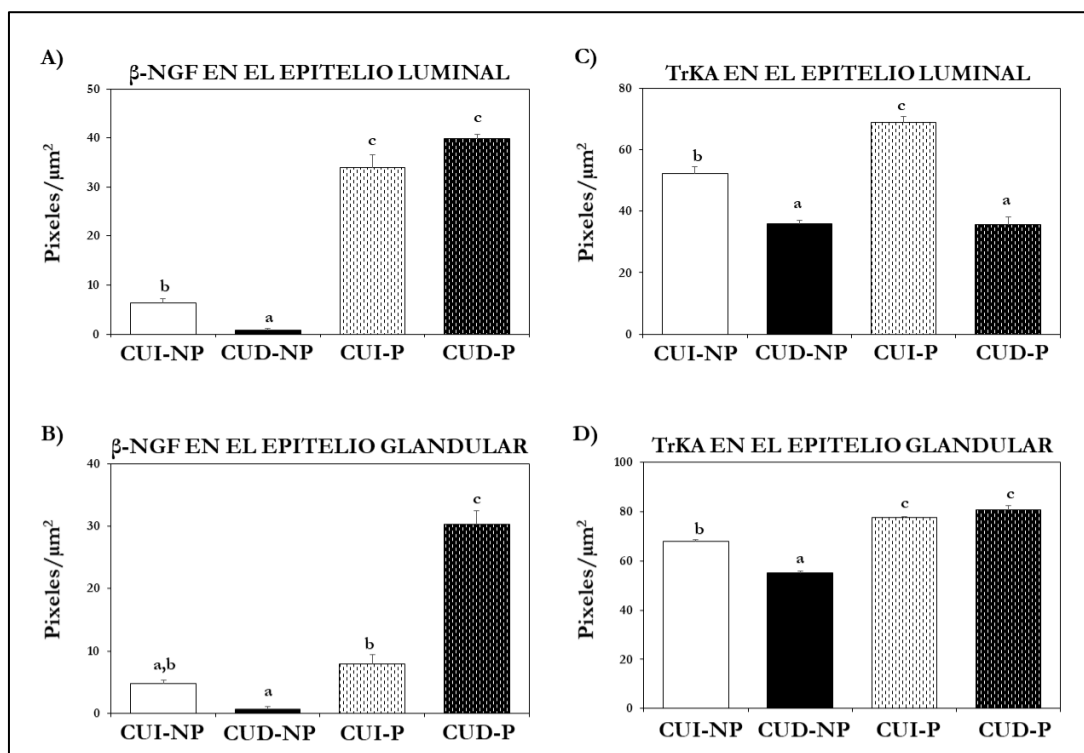 A)
β-NGF EN EL EPITELIO LUMINAL
Pixeles/μm²
50
40
30
20
10
0
b
a
c
c
CUI-NP CUD-NP CUI-P CUD-P
C)
TrKA EN EL EPITELIO LUMINAL
Pixeles/μm²
80
60
40
20
0
b
a
c
a
CUI-NP CUD-NP CUI-P CUD-P
B)
β-NGF EN EL EPITELIO GLANDULAR
Pixeles/μm²
40
30
20
10
0
a,b
a
b
c
CUI-NP CUD-NP CUI-P CUD-P
D)
TrKA EN EL EPITELIO GLANDULAR
Pixeles/μm²
100
80
60
40
20
0
b
a
c
c
CUI-NP CUD-NP CUI-P CUD-P